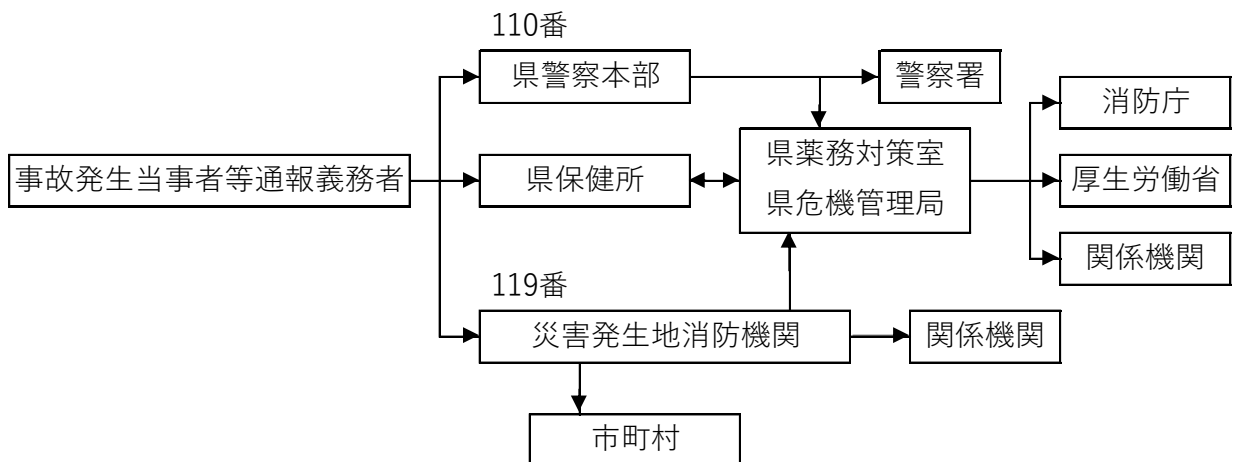 110番
県警察本部
警察署
消防庁
事故発生当事者等通報義務者
県保健所
県薬務対策室
県危機管理局
厚生労働省
関係機関
119番
災害発生地消防機関
関係機関
市町村